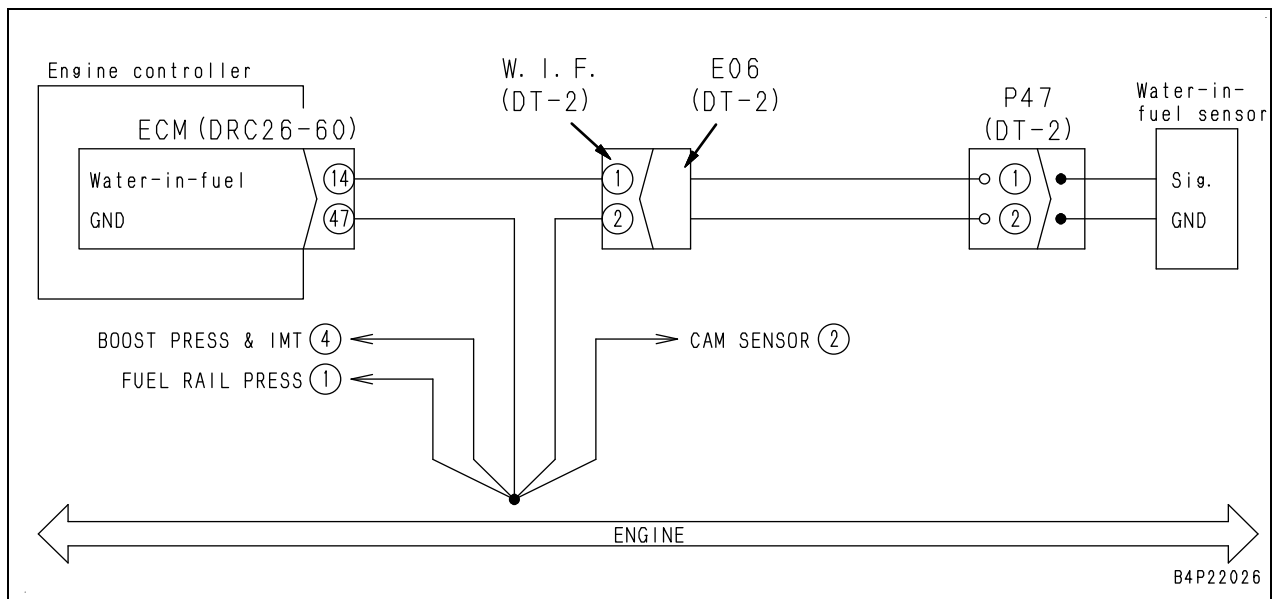 Engine controller
ECM (DRC26-60)
Water-in-fuel
GND
14
47
W. I. F.
(DT-2)
1
2
E06
(DT-2)
P47
(DT-2)
1
2
Water-in-
fuel sensor
Sig.
GND
BOOST PRESS & IMT 4
FUEL RAIL PRESS 1
CAM SENSOR 2
ENGINE
B4P22026